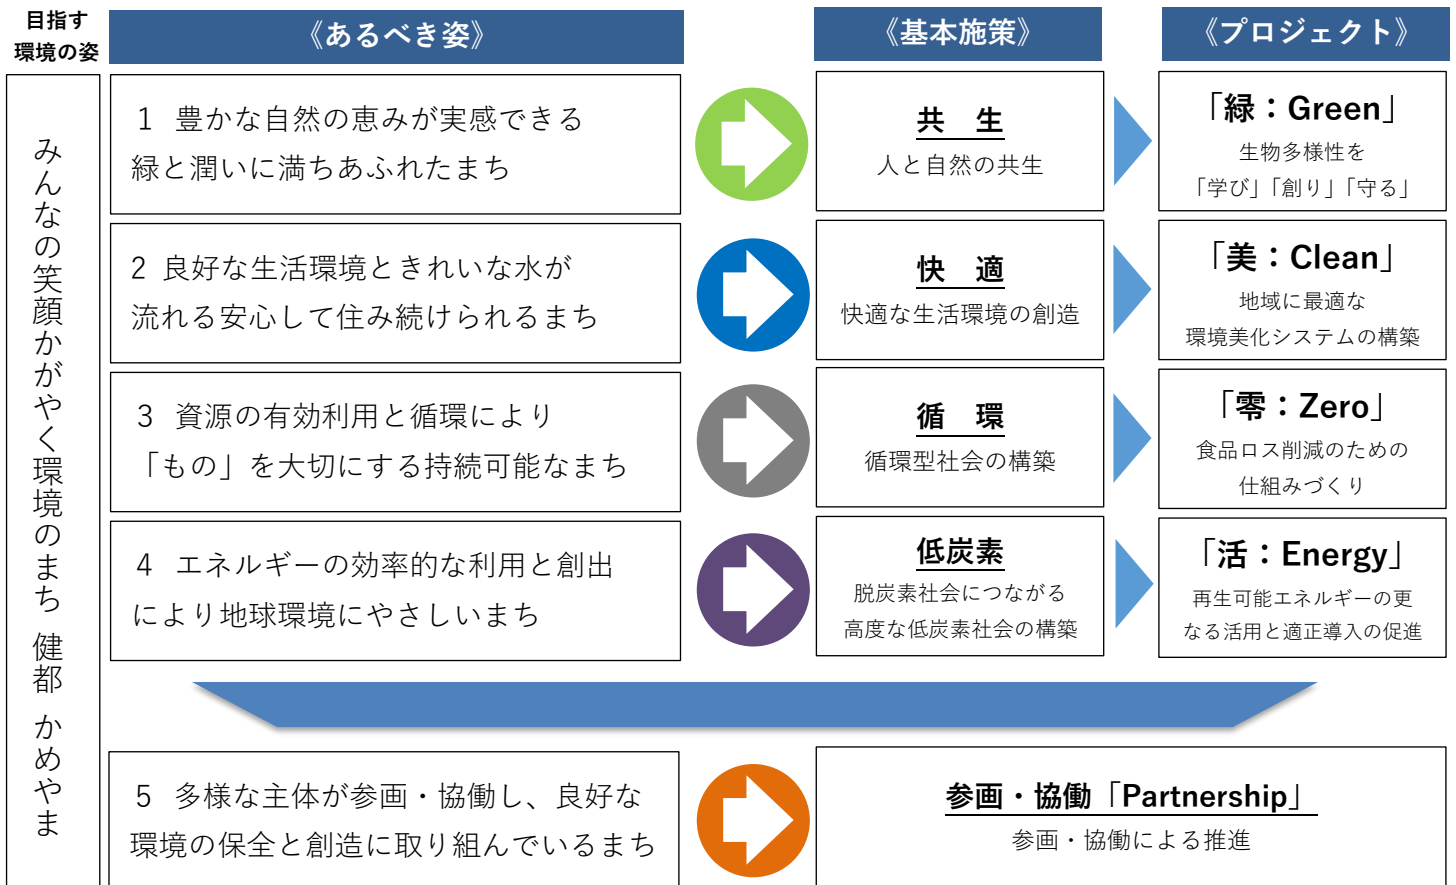 目指す
環境の姿
《あるべき姿》
《基本施策》
《プロジェクト》
みんなの笑顔かがやく環境のまち 健都 かめやま
1 豊かな自然の恵みが実感できる
緑と潤いに満ちあふれたまち
共 生
人と自然の共生
「緑：Green」
生物多様性を
「学び」「創り」「守る」
2 良好な生活環境ときれいな水が
流れる安心して住み続けられるまち
快 適
快適な生活環境の創造
「美：Clean」
地域に最適な
環境美化システムの構築
3 資源の有効利用と循環により
「もの」を大切にする持続可能なまち
循 環
循環型社会の構築
「零：Zero」
食品ロス削減のための
仕組みづくり
4 エネルギーの効率的な利用と創出
により地球環境にやさしいまち
低炭素
脱炭素社会につながる
高度な低炭素社会の構築
「活：Energy」
再生可能エネルギーの更
なる活用と適正導入の促進
5 多様な主体が参画・協働し、良好な
環境の保全と創造に取り組んでいるまち
参画・協働「Partnership」
参画・協働による推進